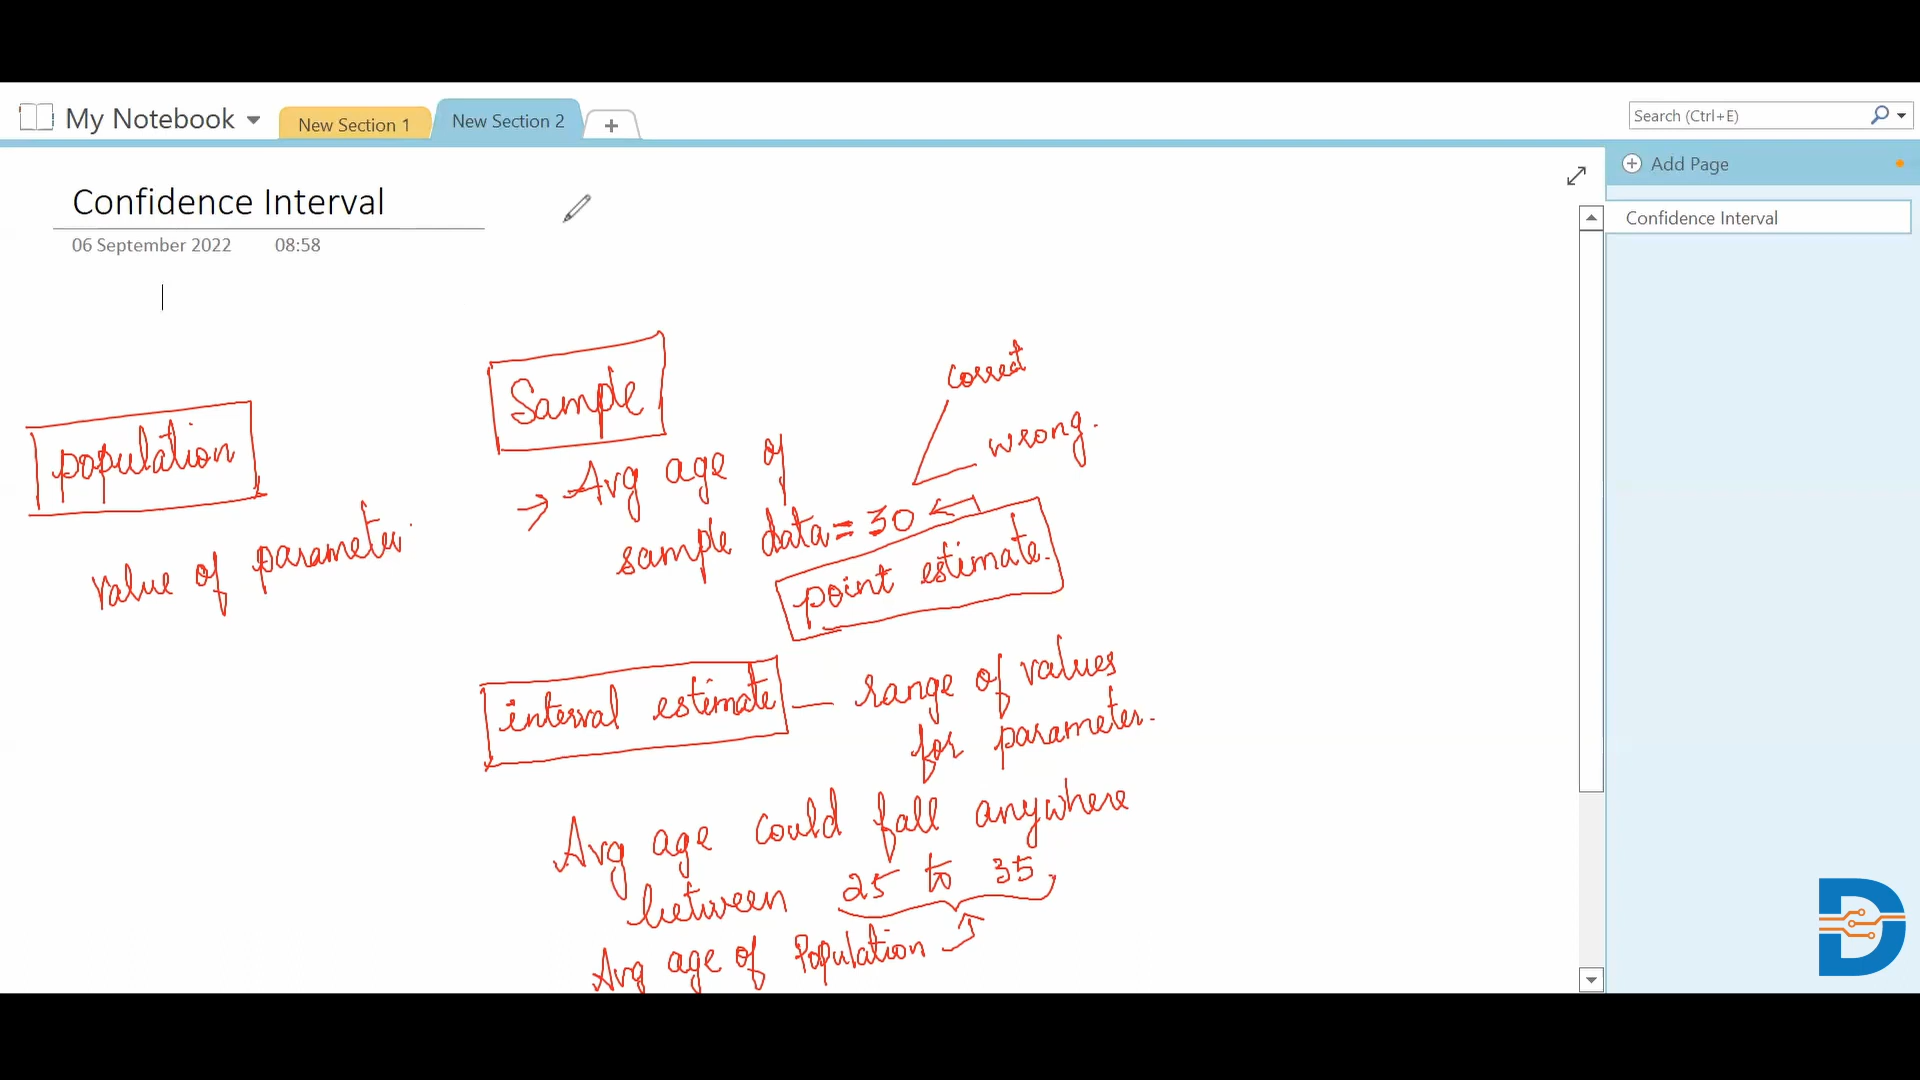 My Notebook
New Section 1
New Section 2
+
Search (Ctrl+E)
Add Page
Confidence Interval
Confidence Interval
06 September 2022 08:58
population
value of parameter.
Sample
→ Avg age of
sample data = 30
correct
wrong.
point estimate.
interval estimate — range of values
for parameter.
Avg age could fall anywhere
between 25 to 35
Avg age of Population
D